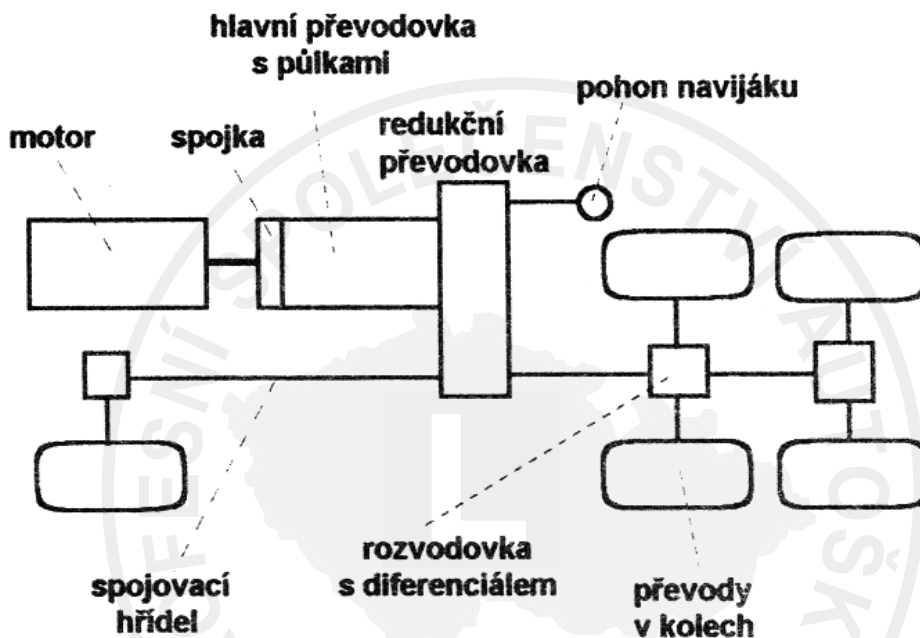 hlavní převodovka
s půlkami
pohon navijáku
motor
spojka
redukční
převodovka
spojovací
hřídel
rozvodovka
s diferenciálem
převody
v kolech